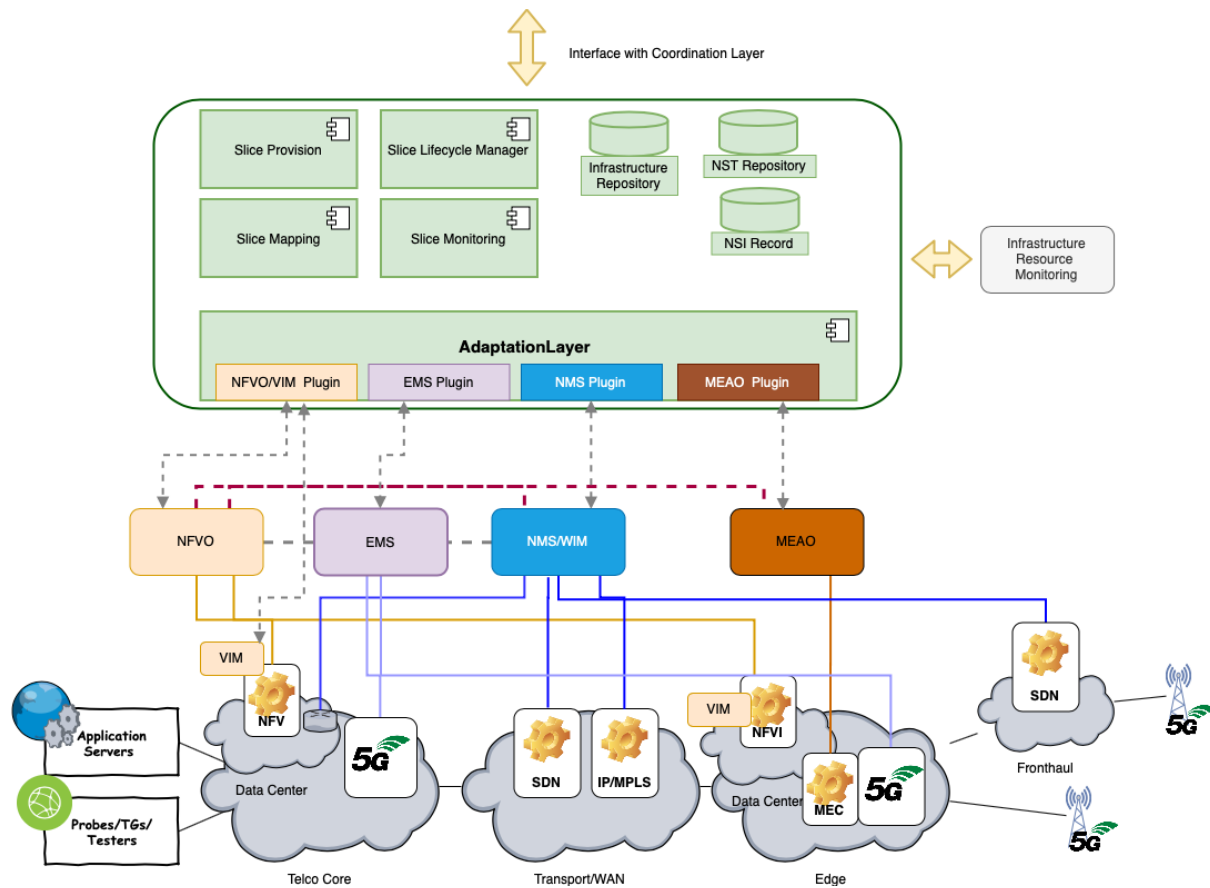 Interface with Coordination Layer
Slice Provision
Slice Lifecycle Manager
Infrastructure
Repository
NST Repository
Slice Mapping
Slice Monitoring
NSI Record
Infrastructure
Resource
Monitoring
AdaptationLayer
NFVO/VIM Plugin
EMS Plugin
NMS Plugin
MEAO Plugin
NFVO
EMS
NMS/WIM
MEAO
VIM
NFV
Application
Servers
Probes/TGs/
Testers
5G
Data Center
Telco Core
SDN
IP/MPLS
Transport/WAN
VIM
NFVI
Data Center
MEC
5G
Edge
SDN
Fronthaul
5G
5G